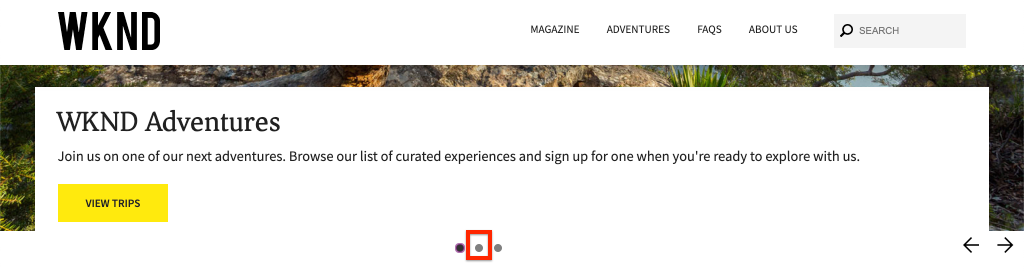 WKND
MAGAZINE ADVENTURES FAQS ABOUT US SEARCH
WKND Adventures
Join us on one of our next adventures. Browse our list of curated experiences and sign up for one when you're ready to explore with us.
VIEW TRIPS